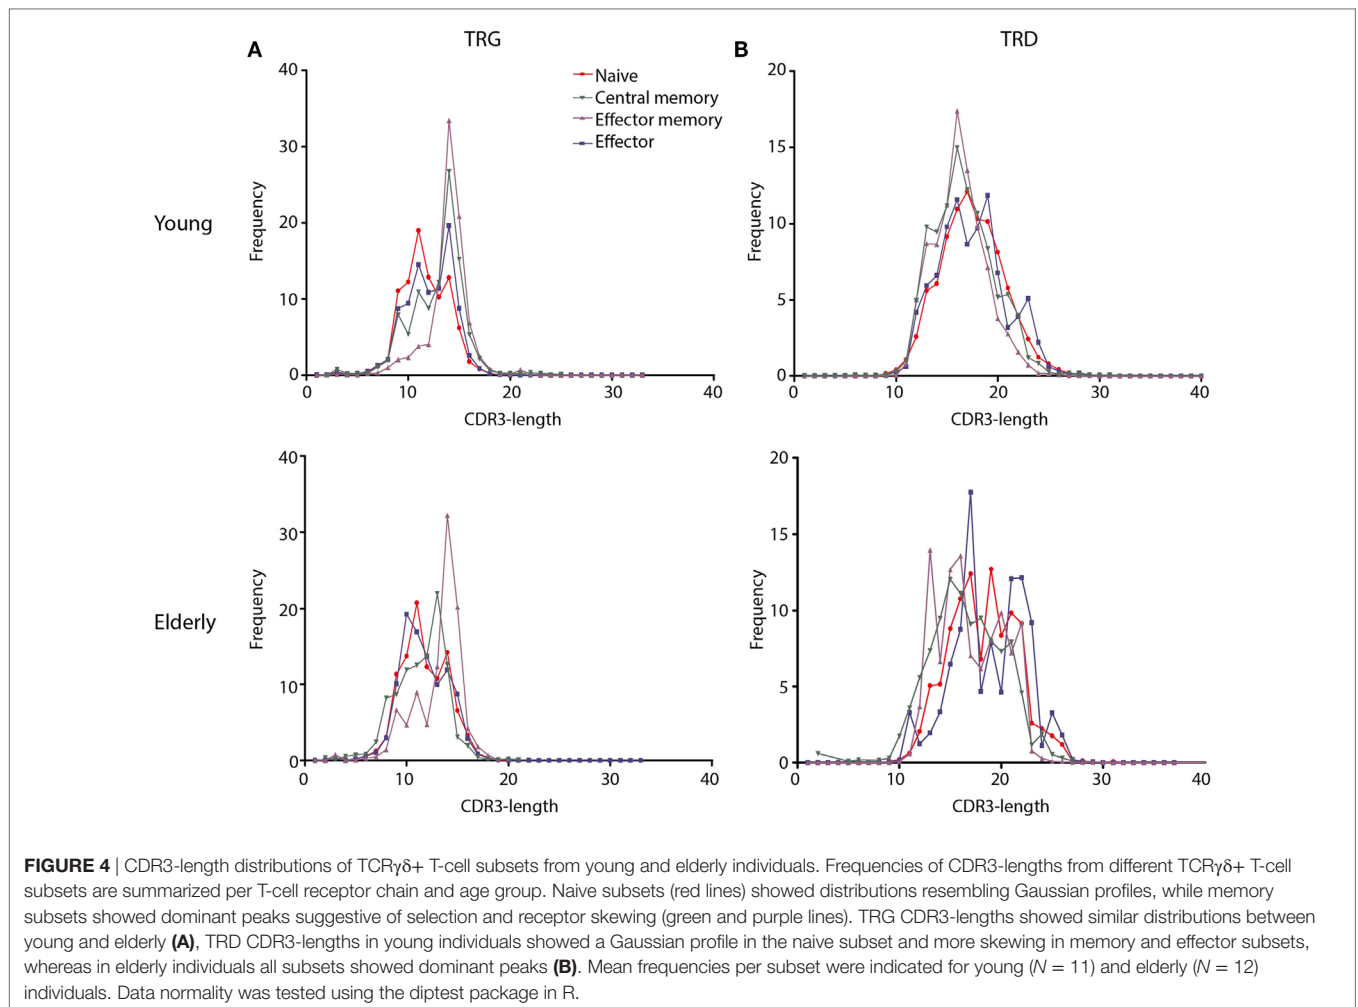 A
TRG
B
TRD
Naive
Central memory
Effector memory
Effector
Young
Frequency
40
30
20
10
0
0
10
20
30
40
CDR3-length
Frequency
20
15
10
5
0
0
10
20
30
40
CDR3-length
Elderly
Frequency
40
30
20
10
0
0
10
20
30
40
CDR3-length
Frequency
20
15
10
5
0
0
10
20
30
40
CDR3-length
FIGURE 4 | CDR3-length distributions of TCRγδ+ T-cell subsets from young and elderly individuals. Frequencies of CDR3-lengths from different TCRγδ+ T-cell
subsets are summarized per T-cell receptor chain and age group. Naive subsets (red lines) showed distributions resembling Gaussian profiles, while memory
subsets showed dominant peaks suggestive of selection and receptor skewing (green and purple lines). TRG CDR3-lengths showed similar distributions between
young and elderly (A), TRD CDR3-lengths in young individuals showed a Gaussian profile in the naive subset and more skewing in memory and effector subsets,
whereas in elderly individuals all subsets showed dominant peaks (B). Mean frequencies per subset were indicated for young (N = 11) and elderly (N = 12)
individuals. Data normality was tested using the diptest package in R.